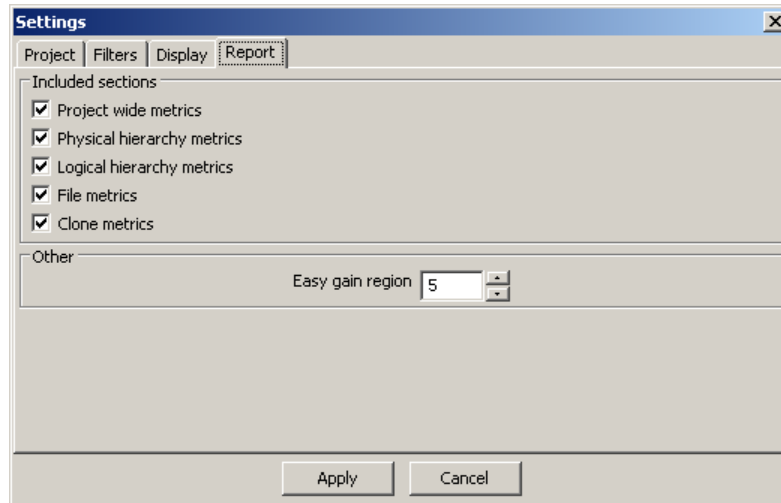 Settings
Project Filters Display Report
Included sections
Project wide metrics
Physical hierarchy metrics
Logical hierarchy metrics
File metrics
Clone metrics
Other
Easy gain region 5
Apply Cancel